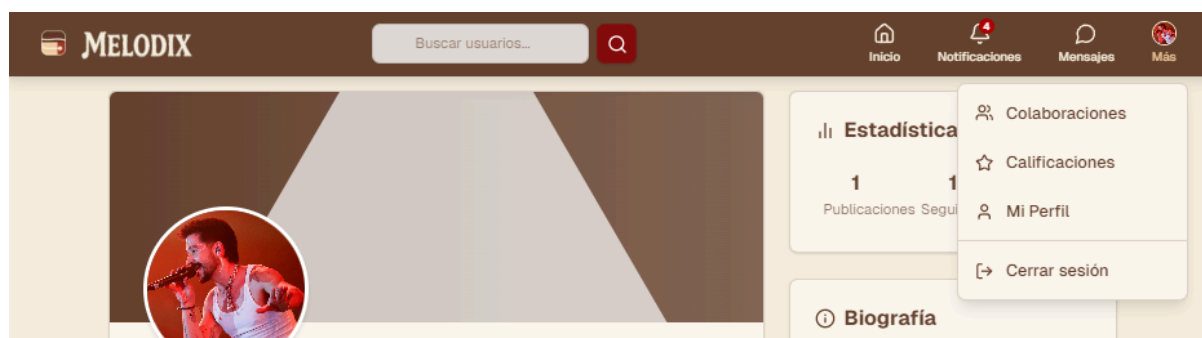 MELODIX
Buscar usuarios...
Inicio
4
Notificaciones
Mensajes
Más
Colaboraciones
Calificaciones
Mi Perfil
Cerrar sesión
Estadística
1 1
Publicaciones Segui
Biografía